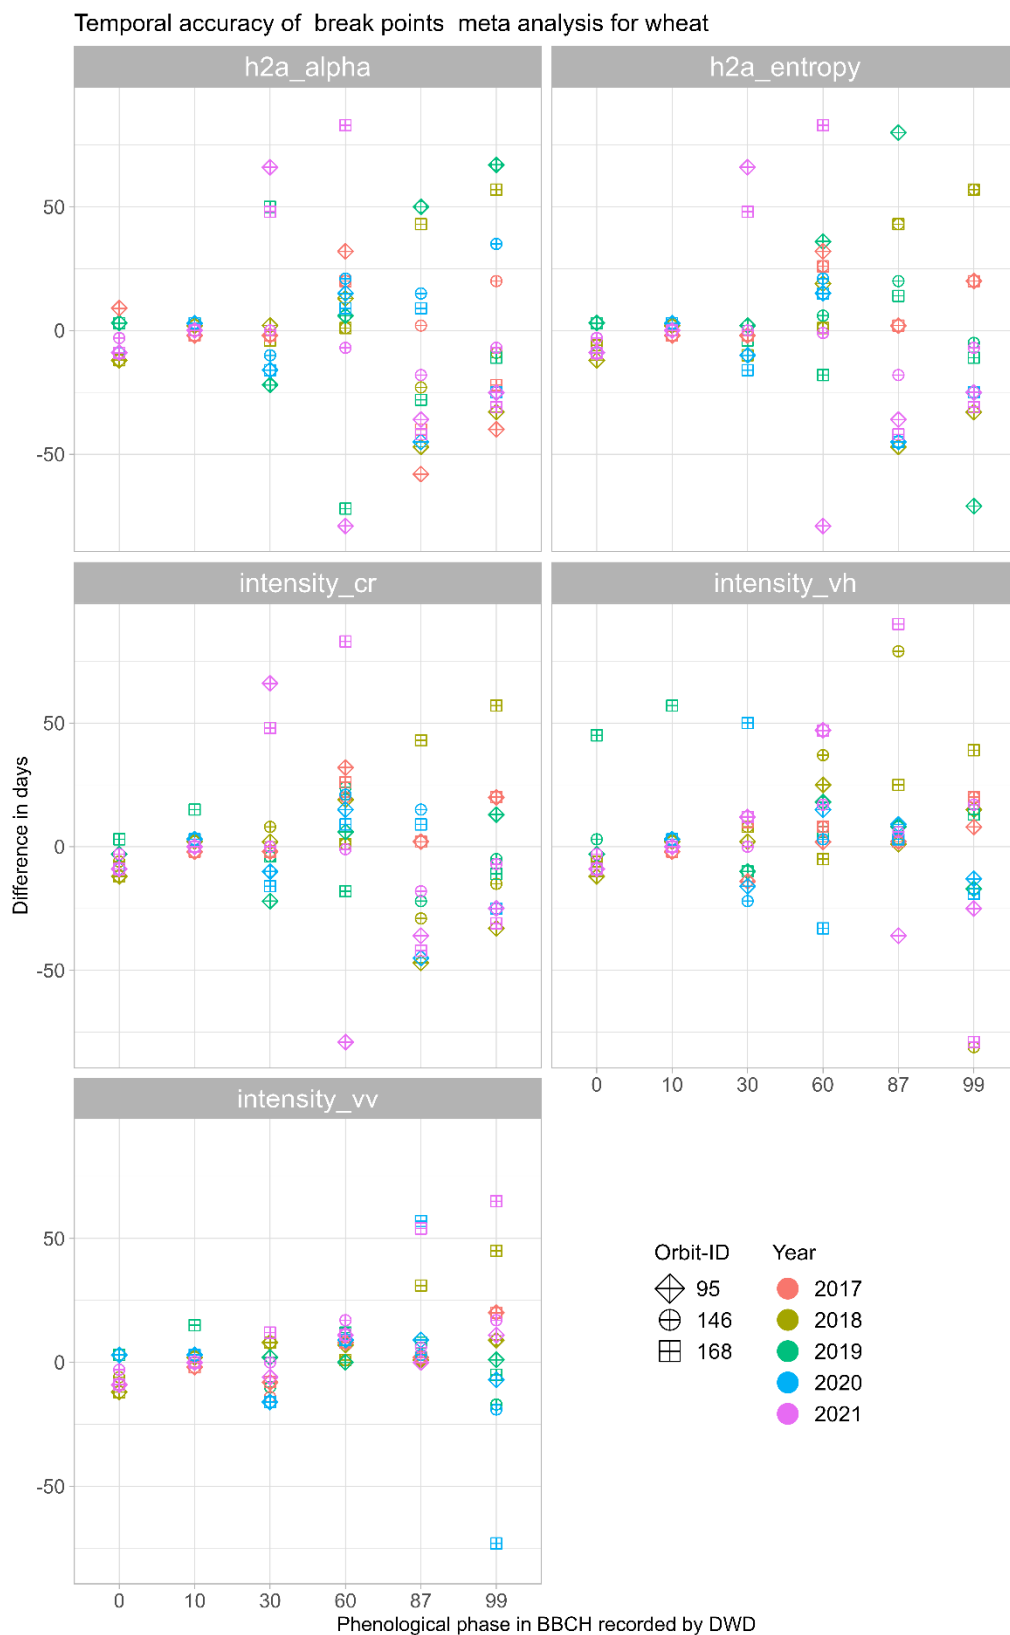 Temporal accuracy of  break points  meta analysis for wheat
h2a_alpha
h2a_entropy
50
0
-50
intensity_cr
intensity_vh
50
0
-50
0 10 30 60 87 99
intensity_vv
50
0
-50
0 10 30 60 87 99
Difference in days
Phenological phase in BBCH recorded by DWD
Orbit-ID
95
146
168
Year
2017
2018
2019
2020
2021